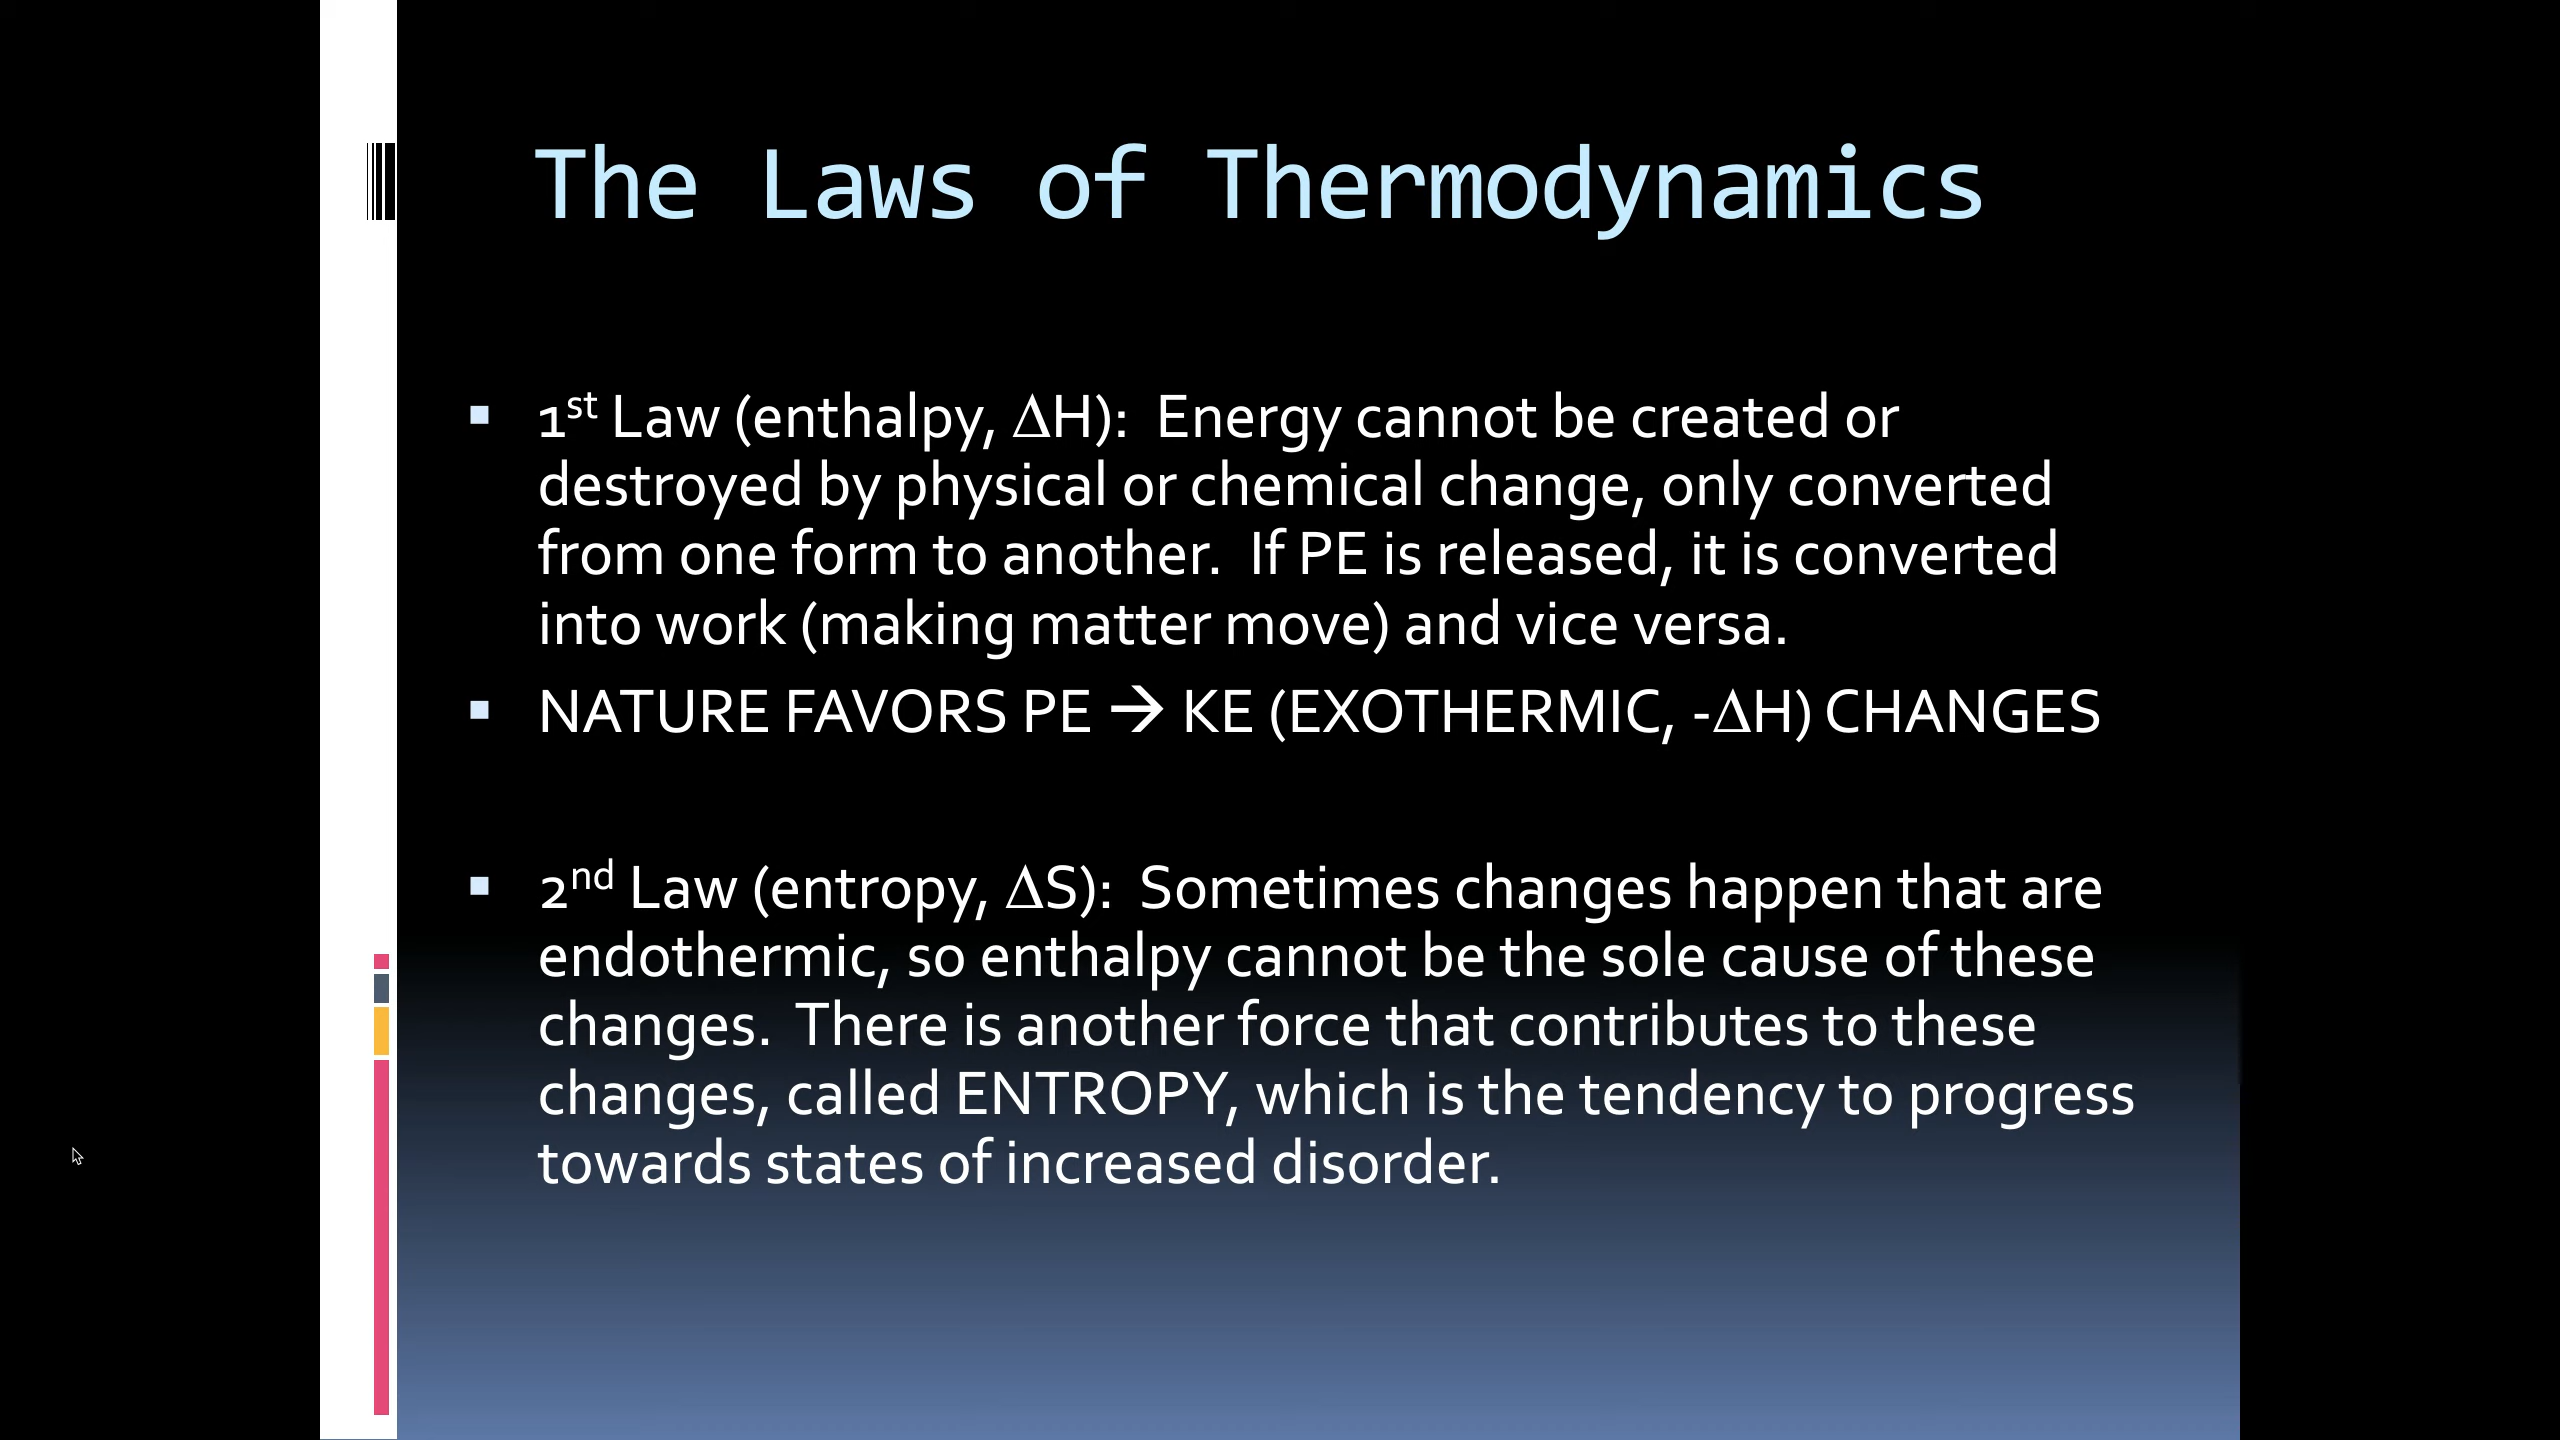 The Laws of Thermodynamics
▪ 1st Law (enthalpy, ΔH):  Energy cannot be created or
destroyed by physical or chemical change, only converted
from one form to another.  If PE is released, it is converted
into work (making matter move) and vice versa.
▪ NATURE FAVORS PE → KE (EXOTHERMIC, -ΔH) CHANGES
▪ 2nd Law (entropy, ΔS):  Sometimes changes happen that are
endothermic, so enthalpy cannot be the sole cause of these
changes.  There is another force that contributes to these
changes, called ENTROPY, which is the tendency to progress
towards states of increased disorder.